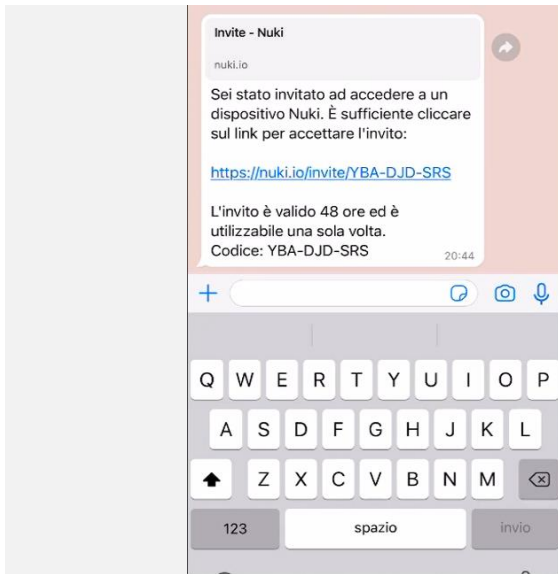 Invite - Nuki
nuki.io
Sei stato invitato ad accedere a un
dispositivo Nuki. È sufficiente cliccare
sul link per accettare l'invito:
https://nuki.io/invite/YBA-DJD-SRS
L'invito è valido 48 ore ed è
utilizzabile una sola volta.
Codice: YBA-DJD-SRS
20:44
Q W E R T Y U I O P
A S D F G H J K L
Z X C V B N M
123 spazio invio